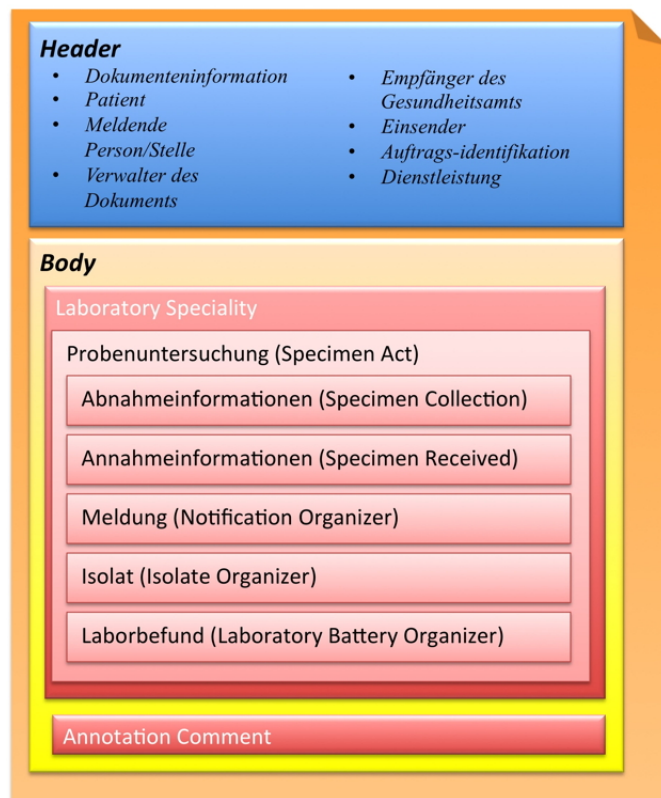 Header
• Dokumenteninformation
• Patient
• Meldende
Person/Stelle
• Verwalter des
Dokuments
• Empfänger des
Gesundheitsamts
• Einsender
• Auftrags-identifikation
• Dienstleistung
Body
Laboratory Speciality
Probenuntersuchung (Specimen Act)
Abnahmeinformationen (Specimen Collection)
Annahmeinformationen (Specimen Received)
Meldung (Notification Organizer)
Isolat (Isolate Organizer)
Laborbefund (Laboratory Battery Organizer)
Annotation Comment